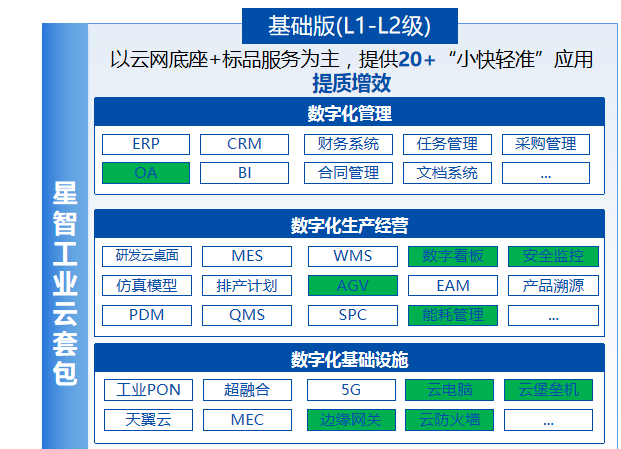 基础版(L1-L2级)
以云网底座+标品服务为主，提供20+“小快轻准”应用
提质增效
星智工业云套包
数字化管理
ERP CRM 财务系统 任务管理 采购管理
OA BI 合同管理 文档系统 ...
数字化生产经营
研发云桌面 MES WMS 数字看板 安全监控
仿真模型 排产计划 AGV EAM 产品溯源
PDM QMS SPC 能耗管理 ...
数字化基础设施
工业PON 超融合 5G 云电脑 云堡垒机
天翼云 MEC 边缘网关 云防火墙 ...